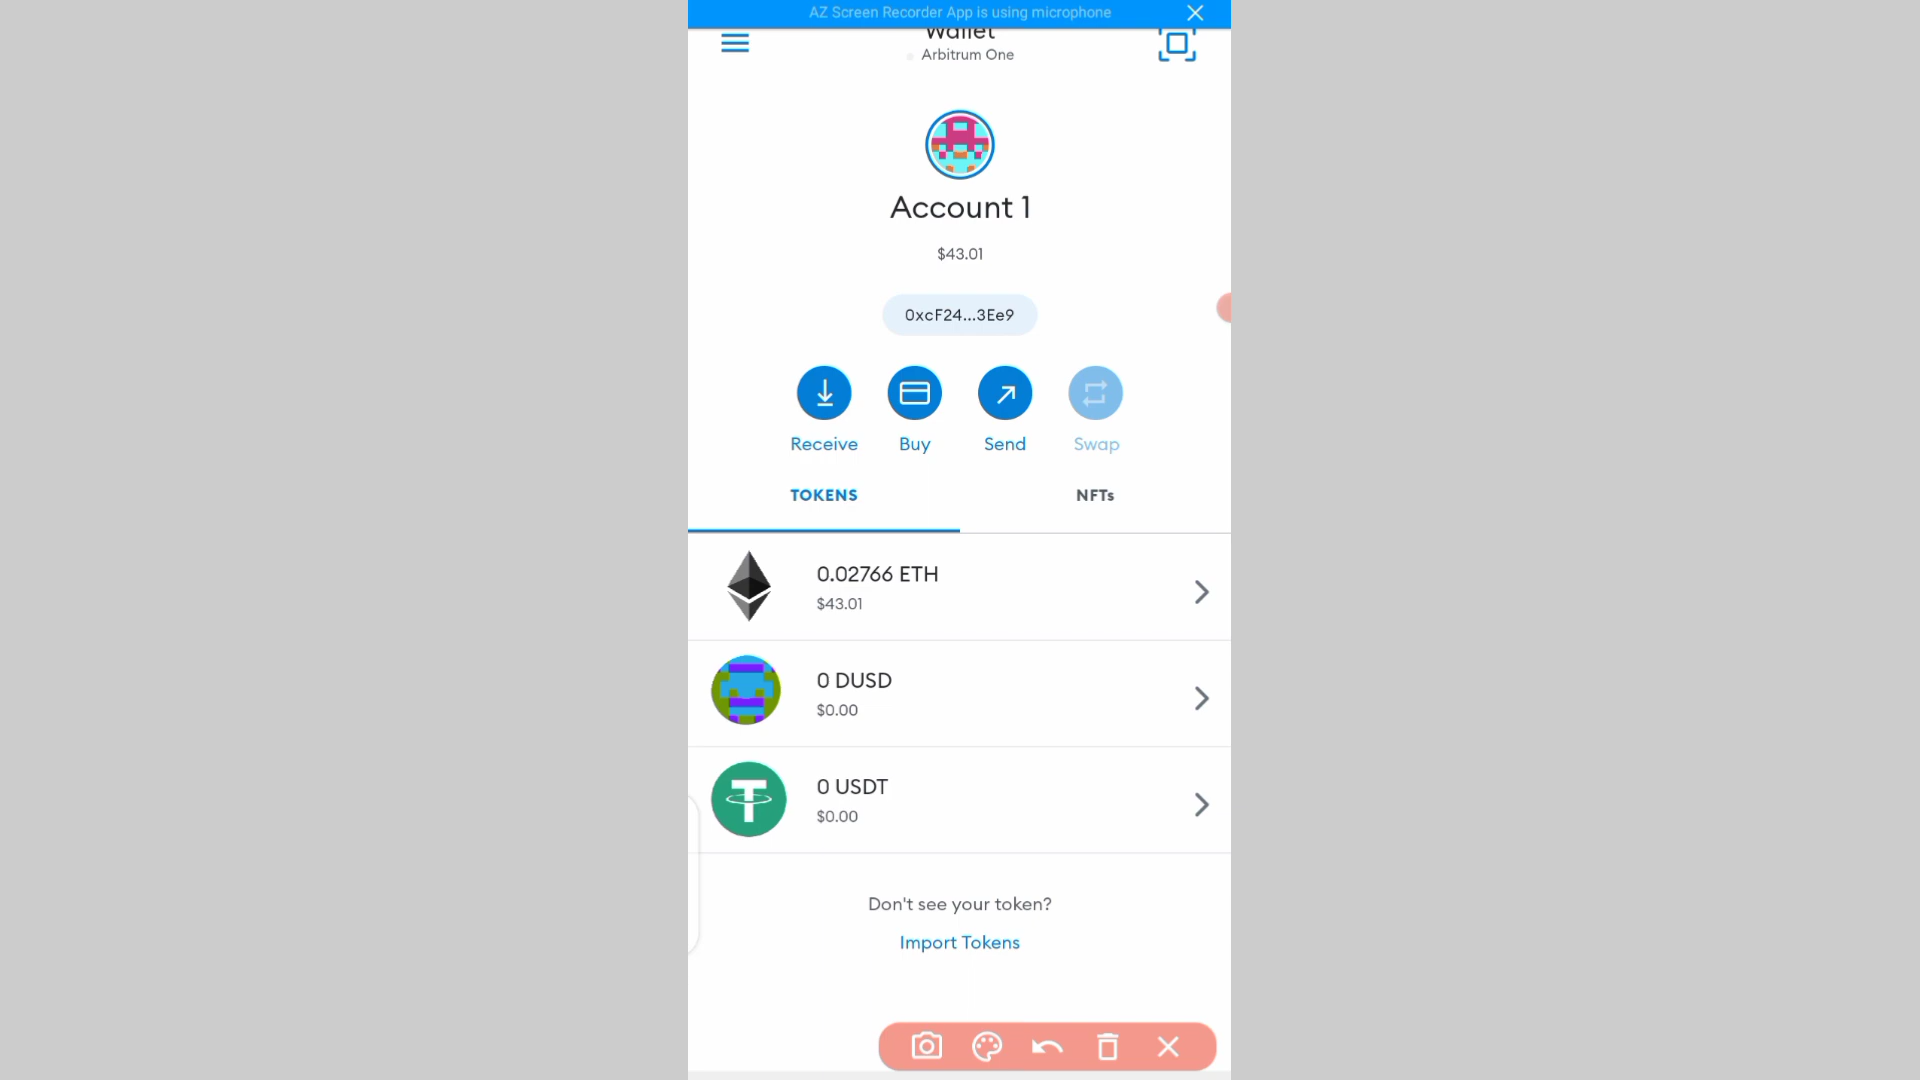 AZ Screen Recorder App is using microphone
Wallet
Arbitrum One
Account 1
$43.01
0xcF24...3Ee9
Receive
Buy
Send
Swap
TOKENS
NFTs
0.02766 ETH
$43.01
0 DUSD
$0.00
0 USDT
$0.00
Don't see your token?
Import Tokens